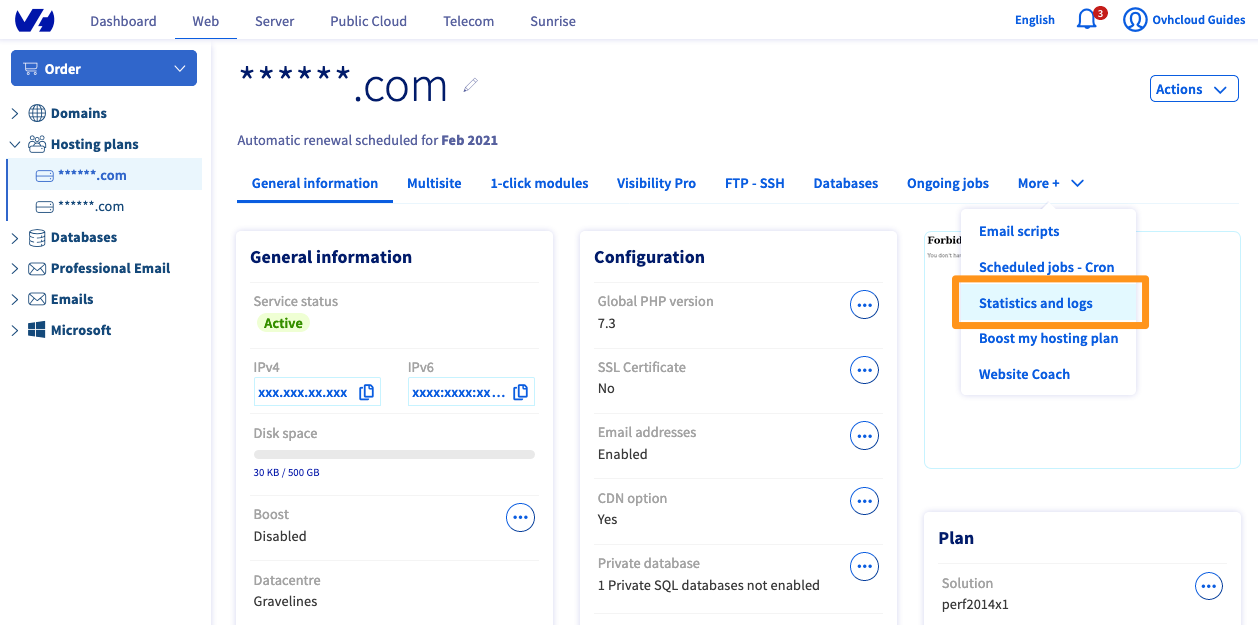 Dashboard Web Server Public Cloud Telecom Sunrise English 3 Ovhcloud Guides
Order
Domains
Hosting plans
******.com
******.com
Databases
Professional Email
Emails
Microsoft
******.com
Actions
Automatic renewal scheduled for Feb 2021
General information Multisite 1-click modules Visibility Pro FTP - SSH Databases Ongoing jobs More +
Email scripts
Scheduled jobs - Cron
Statistics and logs
Boost my hosting plan
Website Coach
General information
Service status
Active
IPv4 IPv6
xxx.xxx.xx.xxx xxxx:xxxx:xx...
Disk space
30 KB / 500 GB
Boost
Disabled
Datacentre
Gravelines
Configuration
Global PHP version
7.3
SSL Certificate
No
Email addresses
Enabled
CDN option
Yes
Private database
1 Private SQL databases not enabled
Forbid
You don't ha
Plan
Solution
perf2014x1